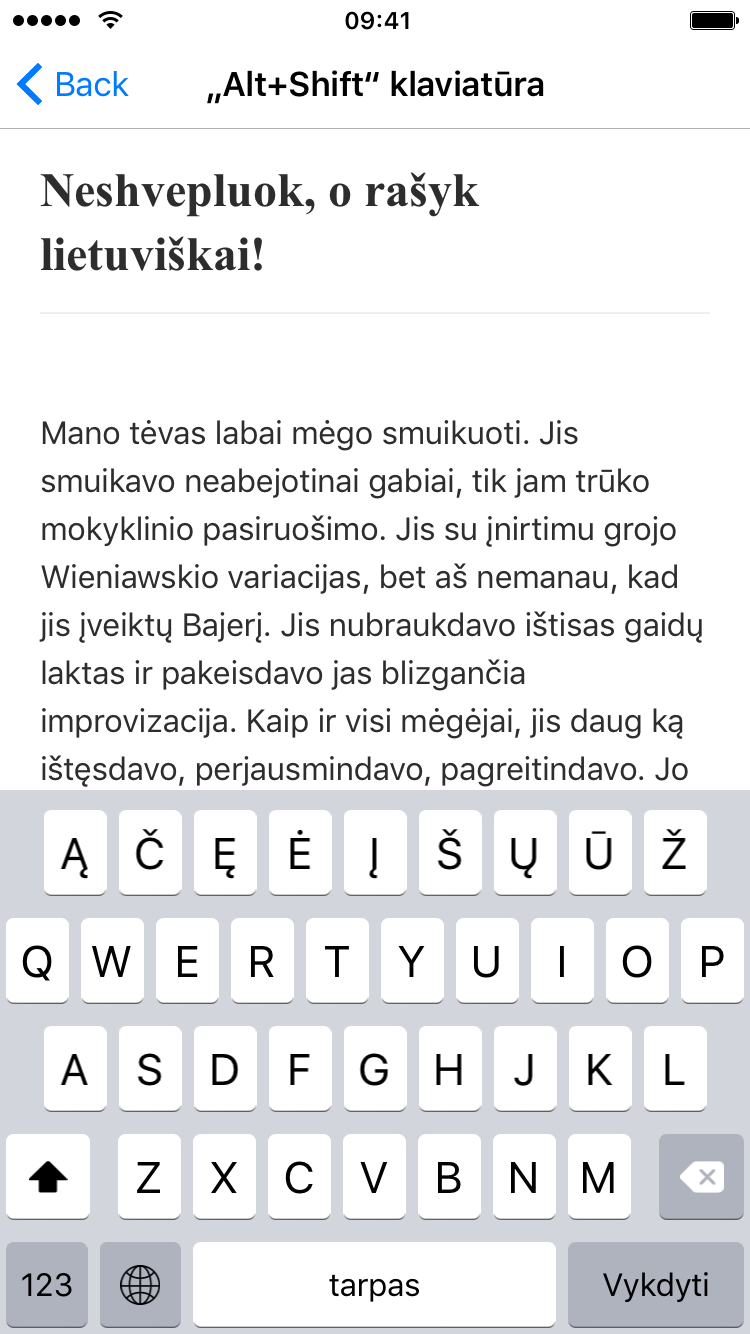 09:41
Back „Alt+Shift“ klaviatūra
Neshvepluok, o rašyk
lietuviškai!
Mano tėvas labai mėgo smuikuoti. Jis
smuikavo neabejotinai gabiai, tik jam trūko
mokyklinio pasiruošimo. Jis su įnirtimu grojo
Wieniawskio variacijas, bet aš nemanau, kad
jis įveiktų Bajerį. Jis nubraukdavo ištisas gaidų
laktas ir pakeisdavo jas blizgančia
improvizacija. Kaip ir visi mėgėjai, jis daug ką
ištęsdavo, perjausmindavo, pagreitindavo. Jo
Ą Č Ę Ė Į Š Ų Ū Ž
Q W E R T Y U I O P
A S D F G H J K L
Z X C V B N M
123 tarpas Vykdyti